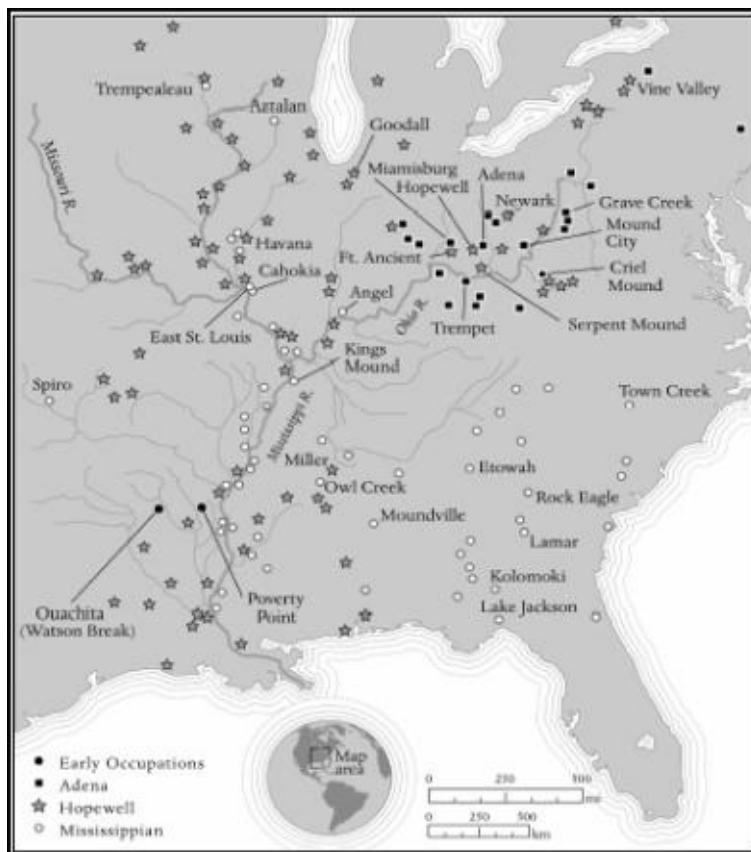 Trempealeau
Aztalan
Vine Valley
Missouri R.
Goodall
Miamisburg
Adena
Hopewell
Newark
Grave Creek
Mound
City
Havana
Ft. Ancient
Cahokia
Angel
Criel
Mound
Ohio R.
East St. Louis
Trempet
Serpent Mound
Kings
Mound
Spiro
Town Creek
Mississippi R.
Miller
Etowah
Owl Creek
Rock Eagle
Moundville
Lamar
Kolomoki
Ouachita
(Watson Break)
Poverty
Point
Lake Jackson
Early Occupations
Adena
Hopewell
Mississippian
Map
area
0 250 500
mi
0 250 500
km